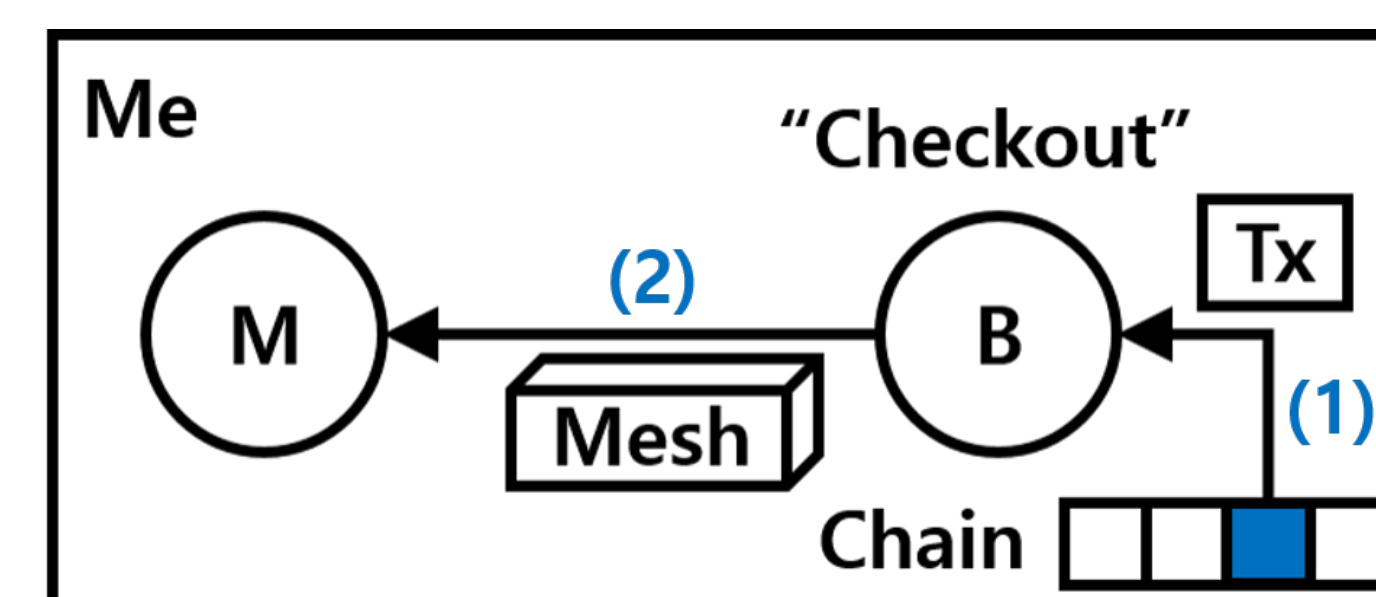 Me
“Checkout”
Tx
(2)
M
B
Mesh
(1)
Chain